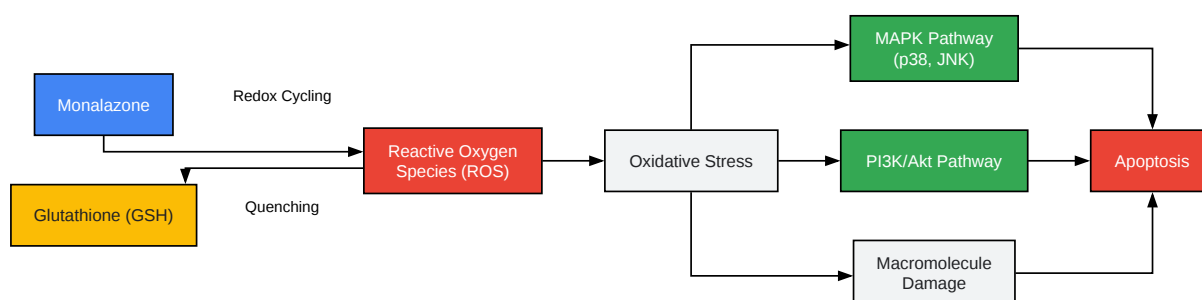 MAPK Pathway
(p38, JNK)
Monalazone
Redox Cycling
Reactive Oxygen
Species (ROS)
Oxidative Stress
PI3K/Akt Pathway
Apoptosis
Glutathione (GSH)
Quenching
Macromolecule
Damage